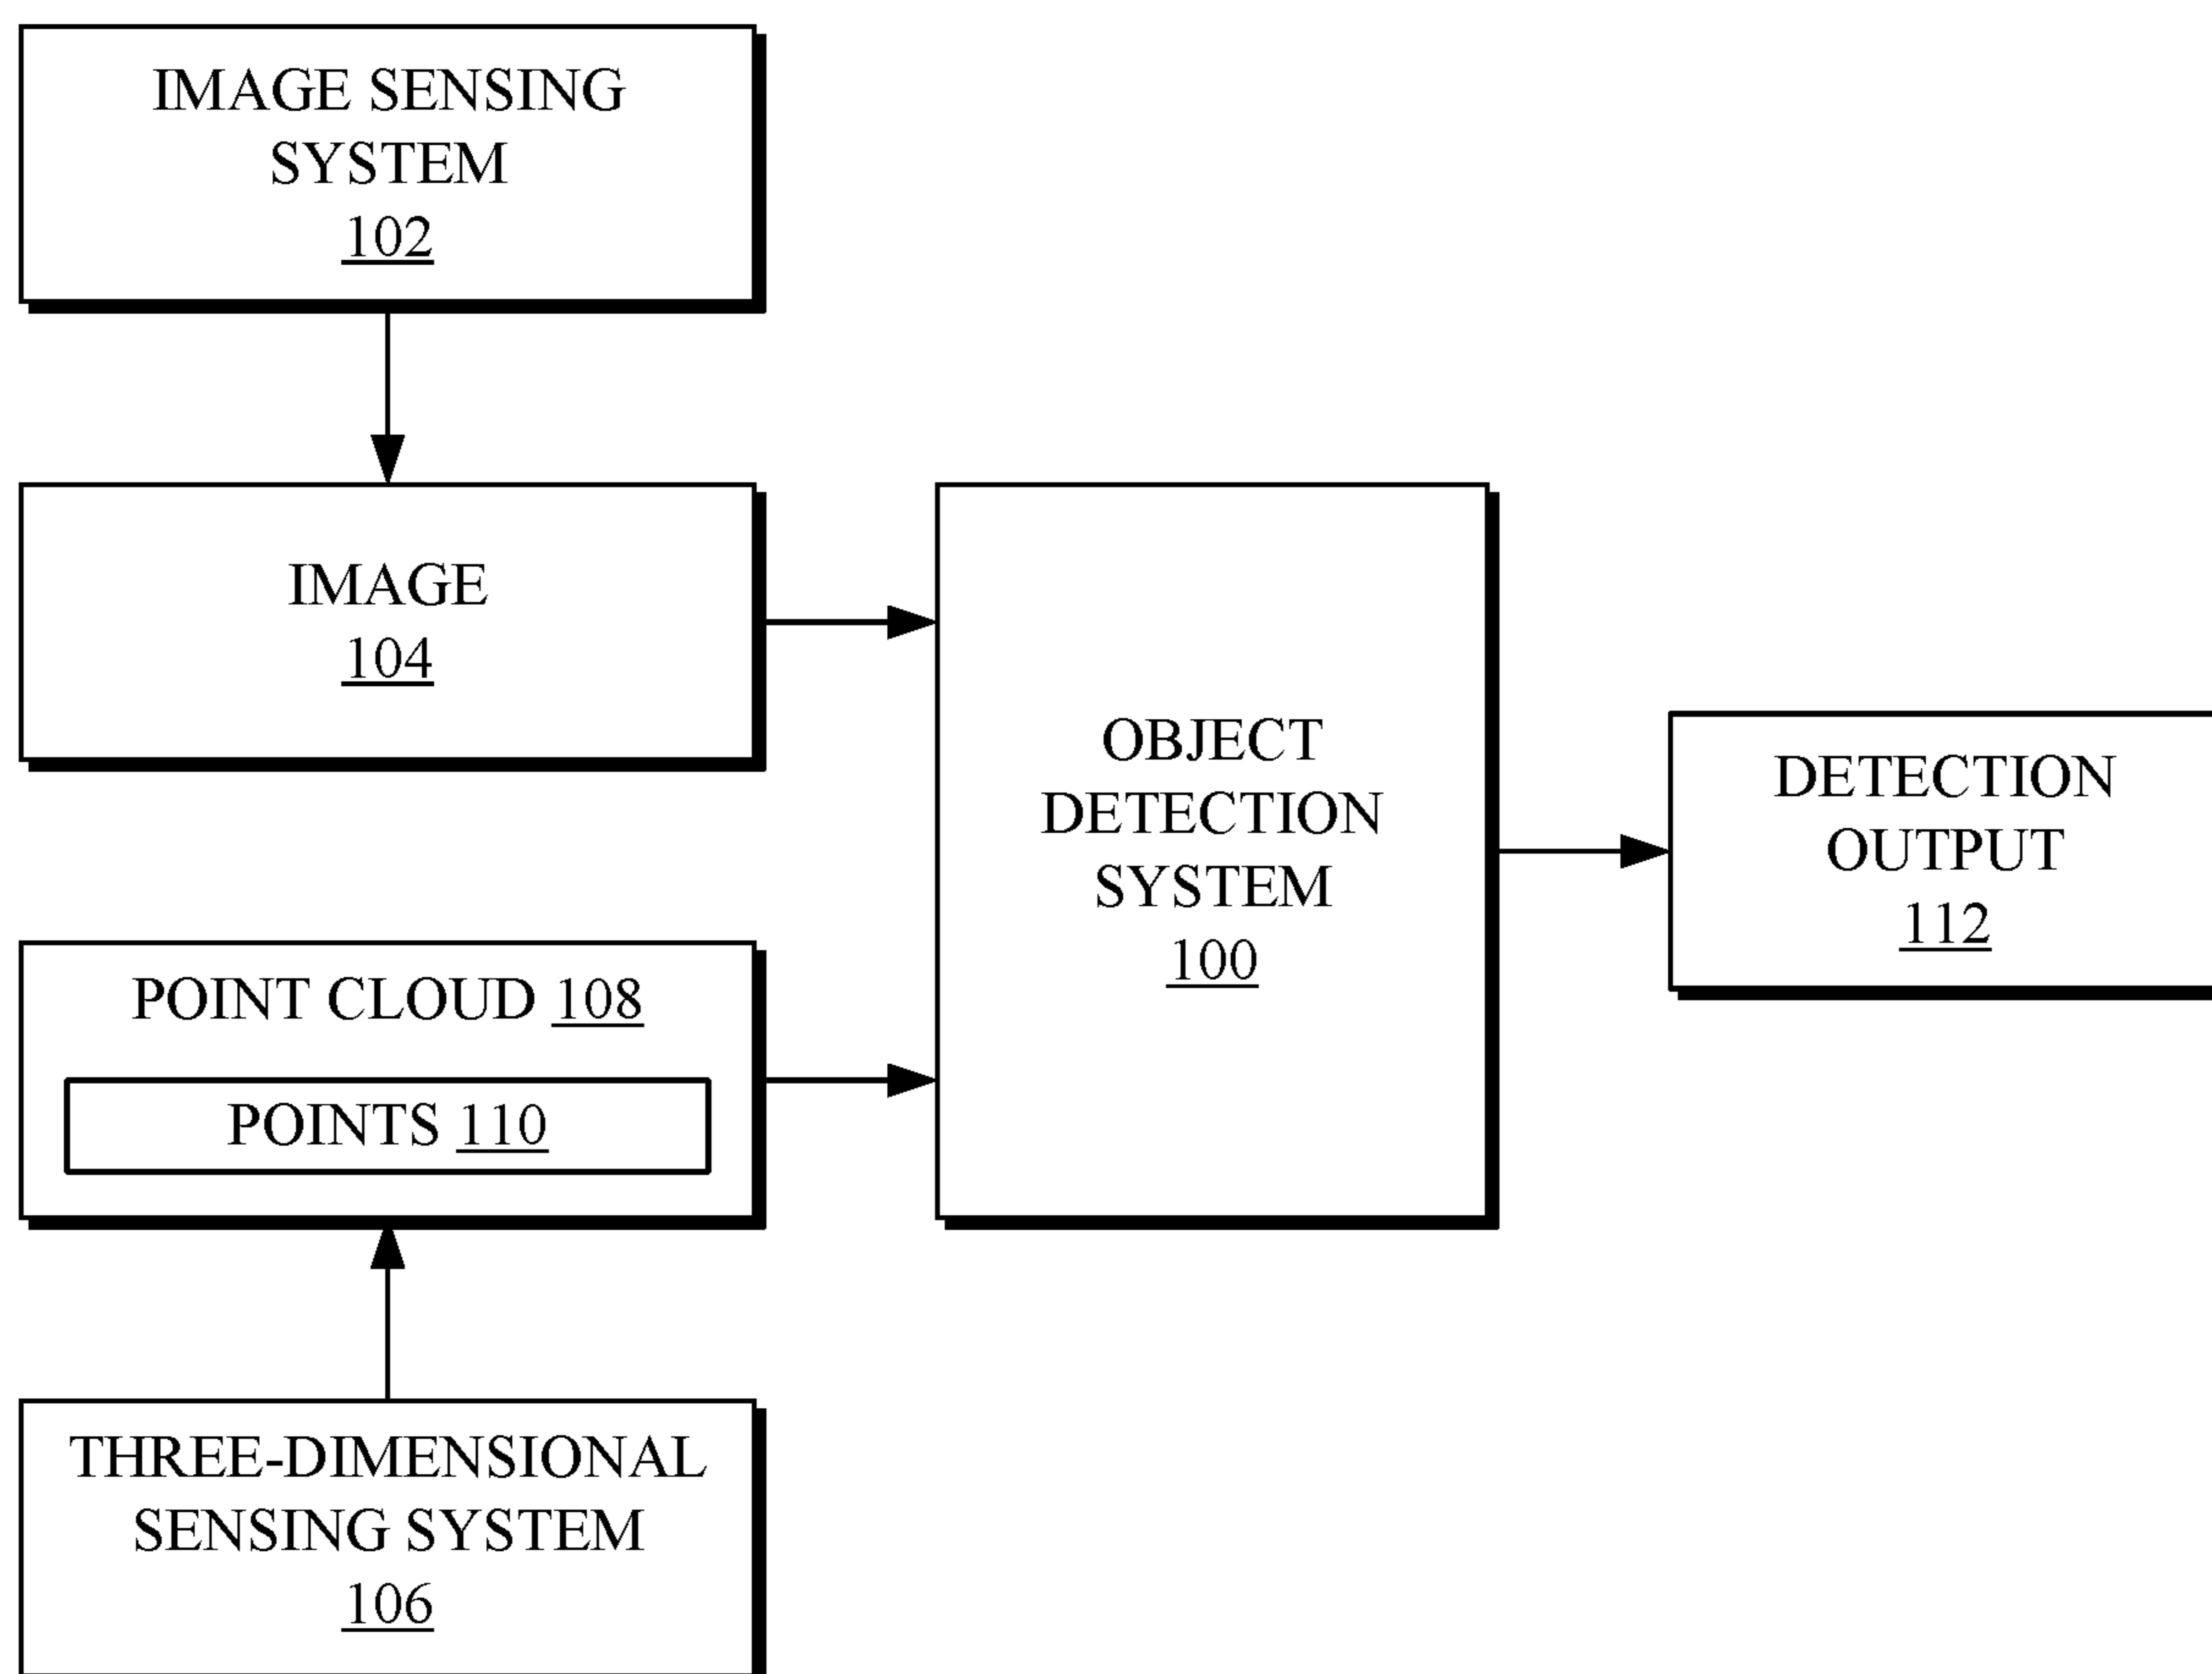 IMAGE SENSING
SYSTEM
102
IMAGE
104
OBJECT
DETECTION
SYSTEM
100
DETECTION
OUTPUT
112
POINT CLOUD 108
POINTS 110
THREE-DIMENSIONAL
SENSING SYSTEM
106